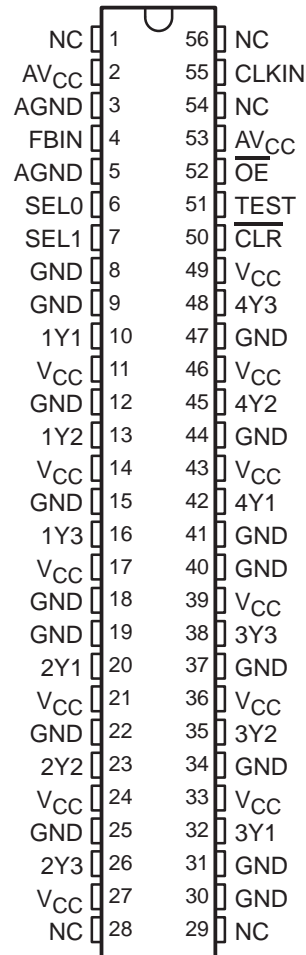 NC 1 56 NC
AVCC 2 55 CLKIN
AGND 3 54 NC
FBIN 4 53 AVCC
AGND 5 52 O̅E̅
SEL0 6 51 TEST
SEL1 7 50 C̅L̅R̅
GND 8 49 VCC
GND 9 48 4Y3
1Y1 10 47 GND
VCC 11 46 VCC
GND 12 45 4Y2
1Y2 13 44 GND
VCC 14 43 VCC
GND 15 42 4Y1
1Y3 16 41 GND
VCC 17 40 GND
GND 18 39 VCC
GND 19 38 3Y3
2Y1 20 37 GND
VCC 21 36 VCC
GND 22 35 3Y2
2Y2 23 34 GND
VCC 24 33 VCC
GND 25 32 3Y1
2Y3 26 31 GND
VCC 27 30 GND
NC 28 29 NC